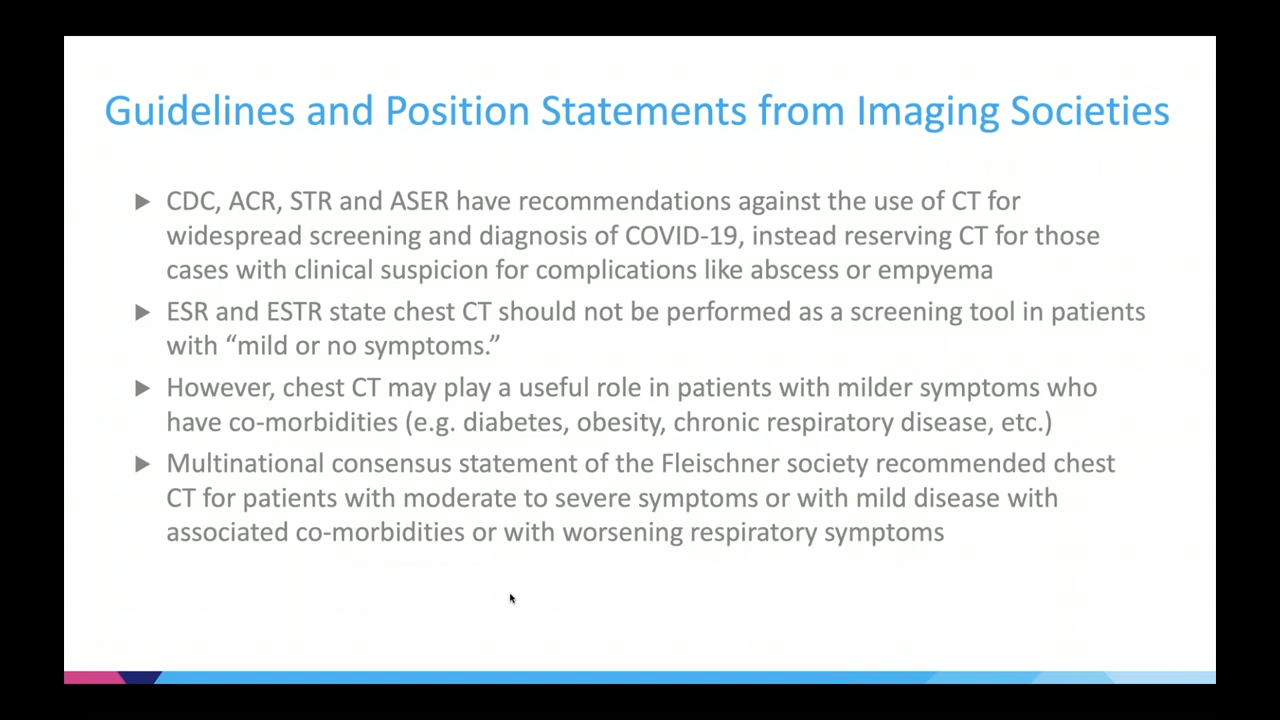 Guidelines and Position Statements from Imaging Societies
CDC, ACR, STR and ASER have recommendations against the use of CT for
widespread screening and diagnosis of COVID-19, instead reserving CT for those
cases with clinical suspicion for complications like abscess or empyema
ESR and ESTR state chest CT should not be performed as a screening tool in patients
with “mild or no symptoms.”
However, chest CT may play a useful role in patients with milder symptoms who
have co-morbidities (e.g. diabetes, obesity, chronic respiratory disease, etc.)
Multinational consensus statement of the Fleischner society recommended chest
CT for patients with moderate to severe symptoms or with mild disease with
associated co-morbidities or with worsening respiratory symptoms